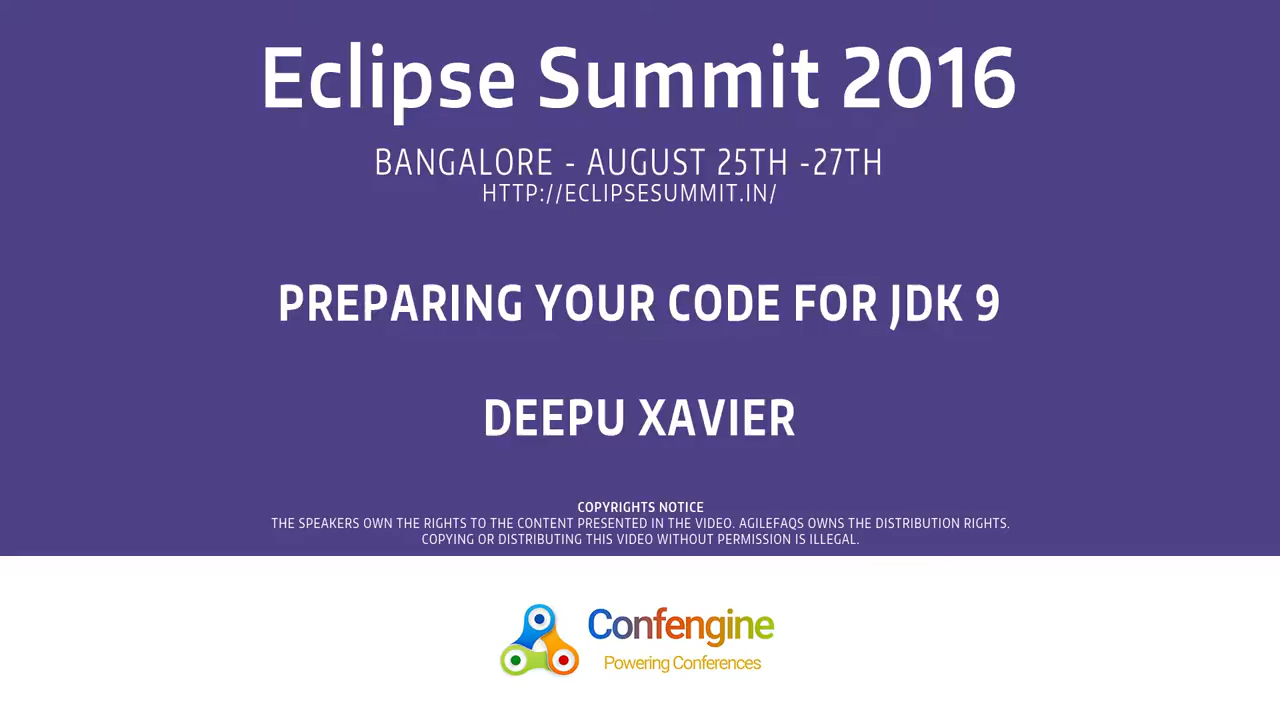 Eclipse Summit 2016
BANGALORE - AUGUST 25TH -27TH
HTTP://ECLIPSESUMMIT.IN/
PREPARING YOUR CODE FOR JDK 9
DEEPU XAVIER
COPYRIGHTS NOTICE
THE SPEAKERS OWN THE RIGHTS TO THE CONTENT PRESENTED IN THE VIDEO. AGILEFAQS OWNS THE DISTRIBUTION RIGHTS.
COPYING OR DISTRIBUTING THIS VIDEO WITHOUT PERMISSION IS ILLEGAL.
Confengine
Powering Conferences